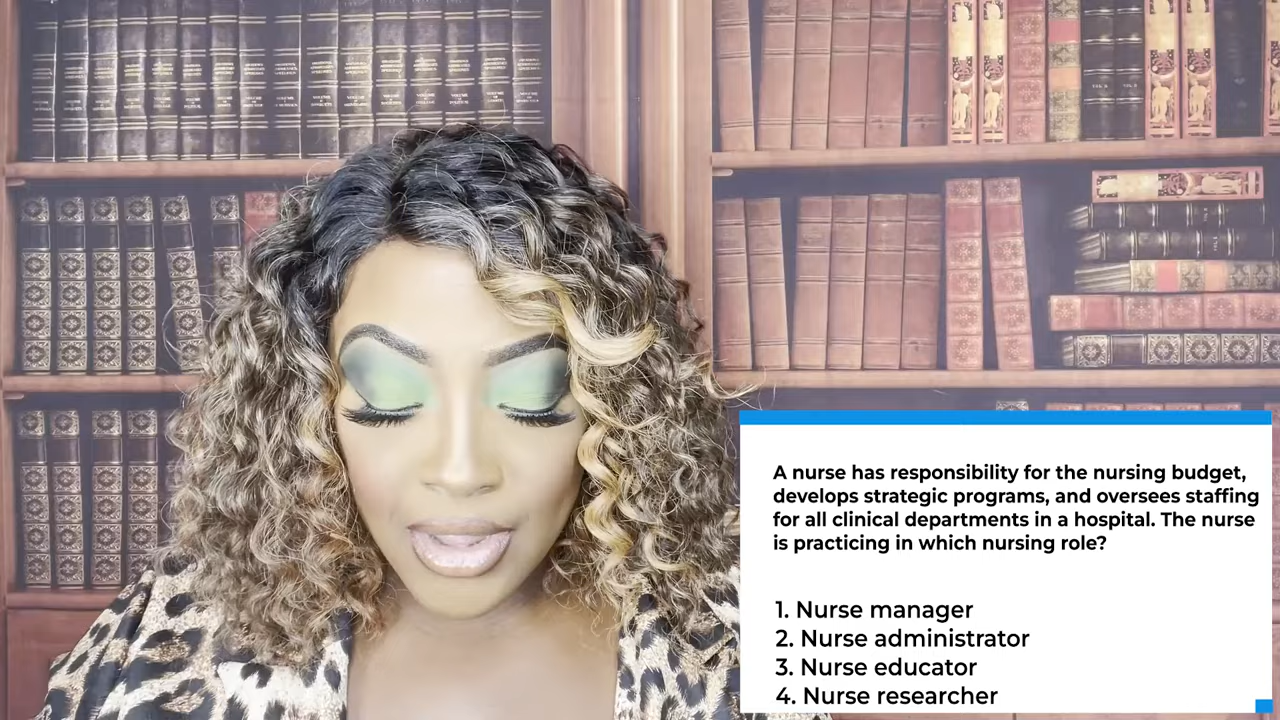 A nurse has responsibility for the nursing budget,
develops strategic programs, and oversees staffing
for all clinical departments in a hospital. The nurse
is practicing in which nursing role?
1. Nurse manager
2. Nurse administrator
3. Nurse educator
4. Nurse researcher